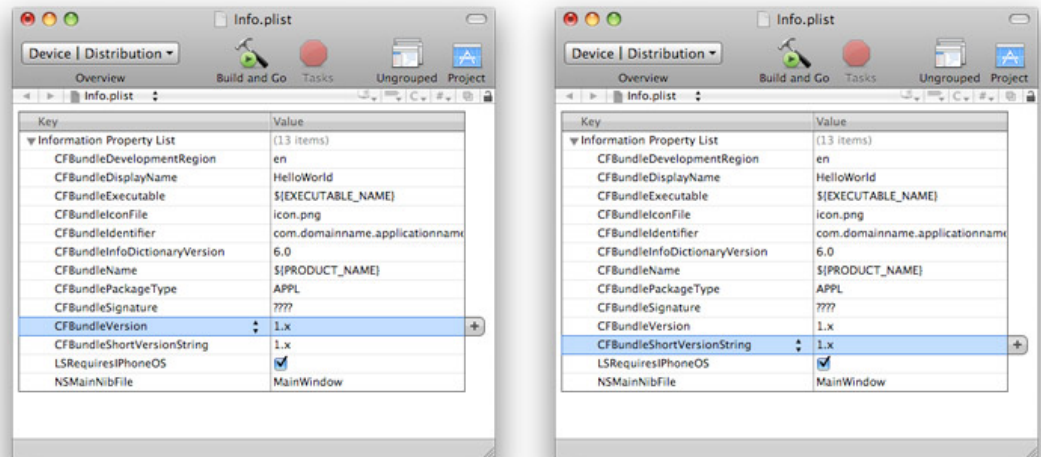 Info.plist
Device | Distribution
Overview
Build and Go
Tasks
Ungrouped
Project
Info.plist
C
#
Key Value
Information Property List (13 items)
CFBundleDevelopmentRegion en
CFBundleDisplayName HelloWorld
CFBundleExecutable ${EXECUTABLE_NAME}
CFBundleIconFile icon.png
CFBundleIdentifier com.domainname.applicationname
CFBundleInfoDictionaryVersion 6.0
CFBundleName ${PRODUCT_NAME}
CFBundlePackageType APPL
CFBundleSignature ????
CFBundleVersion 1.x
CFBundleShortVersionString 1.x
LSRequiresIPhoneOS
NSMainNibFile MainWindow
Info.plist
Device | Distribution
Overview
Build and Go
Tasks
Ungrouped
Project
Info.plist
C
#
Key Value
Information Property List (13 items)
CFBundleDevelopmentRegion en
CFBundleDisplayName HelloWorld
CFBundleExecutable ${EXECUTABLE_NAME}
CFBundleIconFile icon.png
CFBundleIdentifier com.domainname.applicationname
CFBundleInfoDictionaryVersion 6.0
CFBundleName ${PRODUCT_NAME}
CFBundlePackageType APPL
CFBundleSignature ????
CFBundleVersion 1.x
CFBundleShortVersionString 1.x
LSRequiresIPhoneOS
NSMainNibFile MainWindow